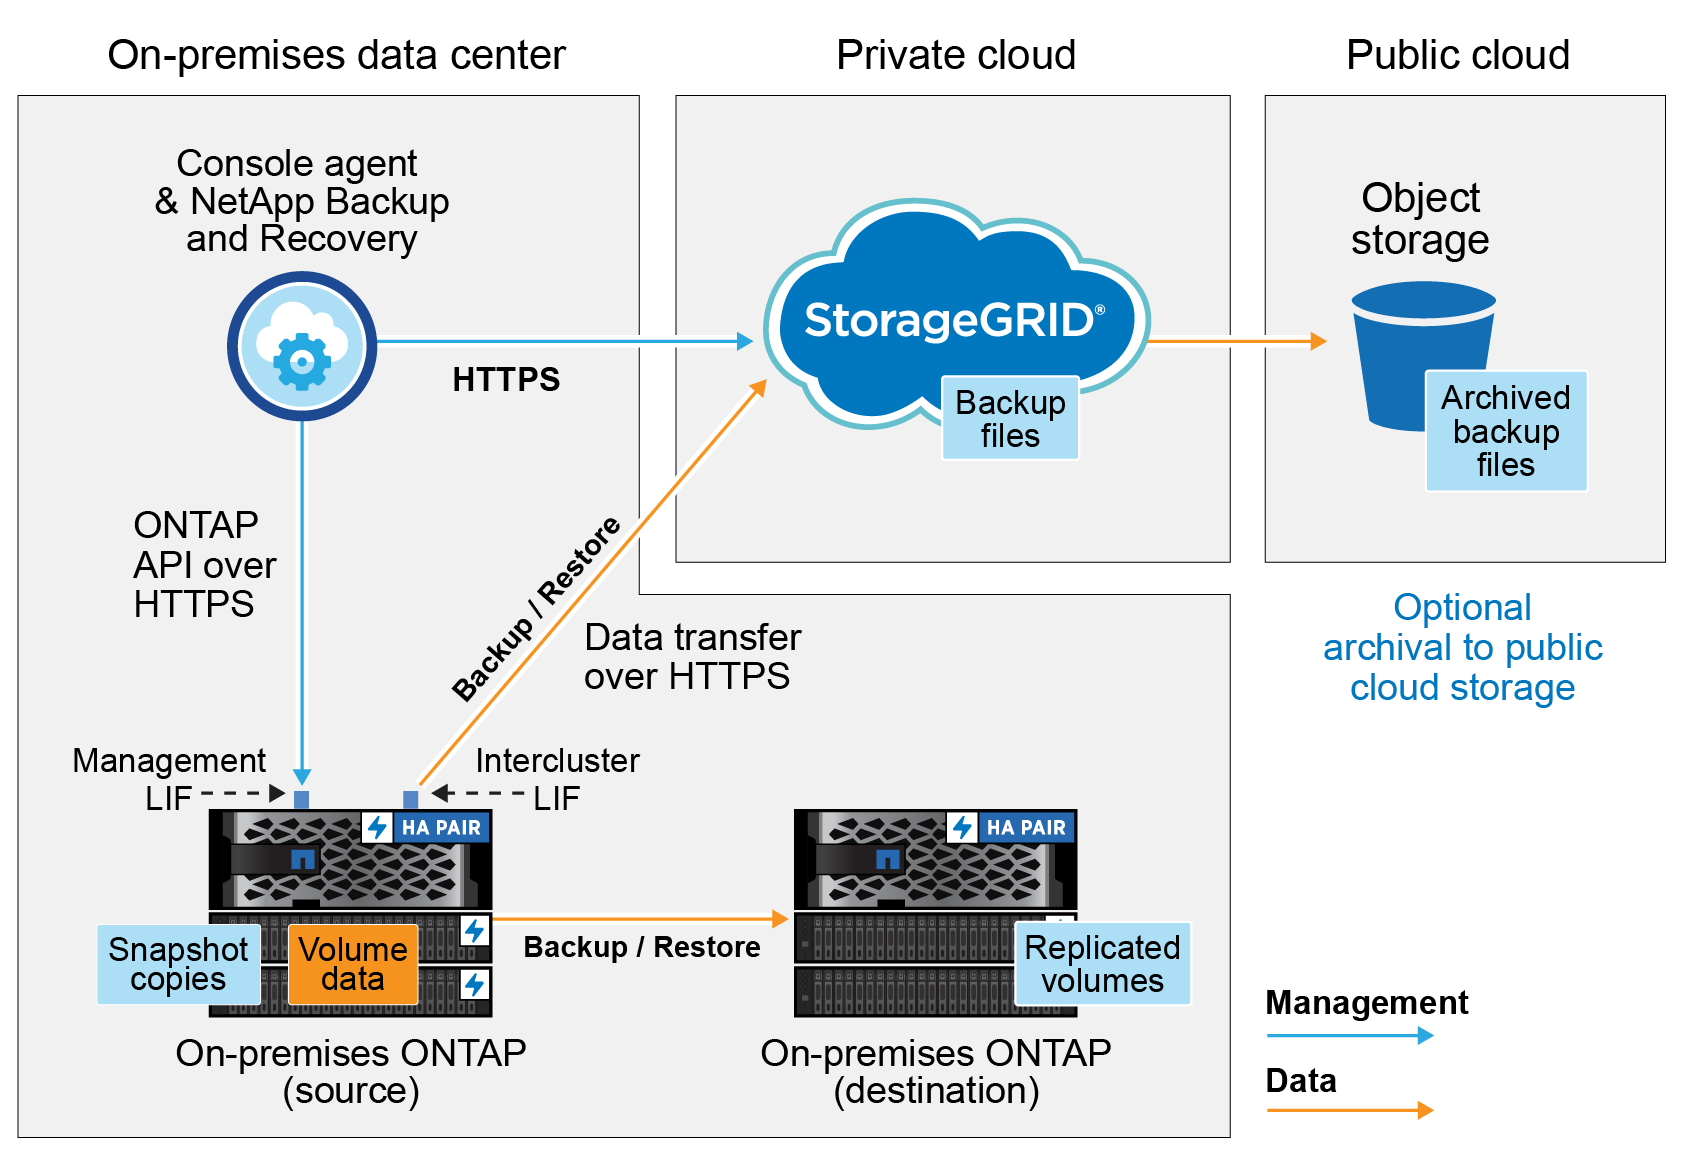 On-premises data center
Private cloud
Public cloud
Console agent
& NetApp Backup
and Recovery
HTTPS
StorageGRID®
Backup
files
Object
storage
Archived
backup
files
Optional
archival to public
cloud storage
ONTAP
API over
HTTPS
Backup / Restore
Data transfer
over HTTPS
Management
LIF
Intercluster
LIF
HA PAIR
HA PAIR
Snapshot
copies
Volume
data
Backup / Restore
Replicated
volumes
On-premises ONTAP
(source)
On-premises ONTAP
(destination)
Management
Data